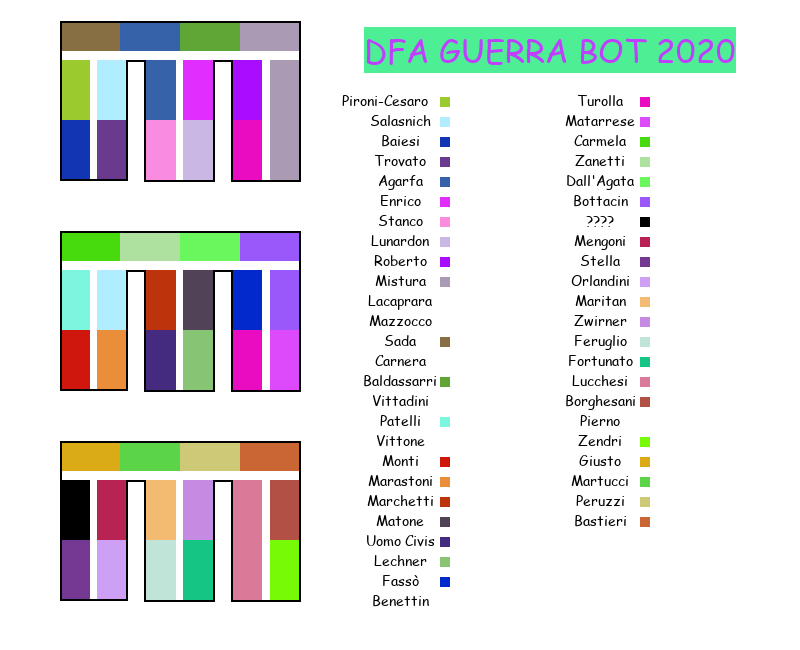 DFA GUERRA BOT 2020
Pironi-Cesaro
Salasnich
Baiesi
Trovato
Agarfa
Enrico
Stanco
Lunardon
Roberto
Mistura
Lacaprara
Mazzocco
Sada
Carnera
Baldassarri
Vittadini
Patelli
Vittone
Monti
Marastoni
Marchetti
Matone
Uomo Civis
Lechner
Fassò
Benettin
Turolla
Matarrese
Carmela
Zanetti
Dall'Agata
Bottacin
????
Mengoni
Stella
Orlandini
Maritan
Zwirner
Feruglio
Fortunato
Lucchesi
Borghesani
Pierno
Zendri
Giusto
Martucci
Peruzzi
Bastieri